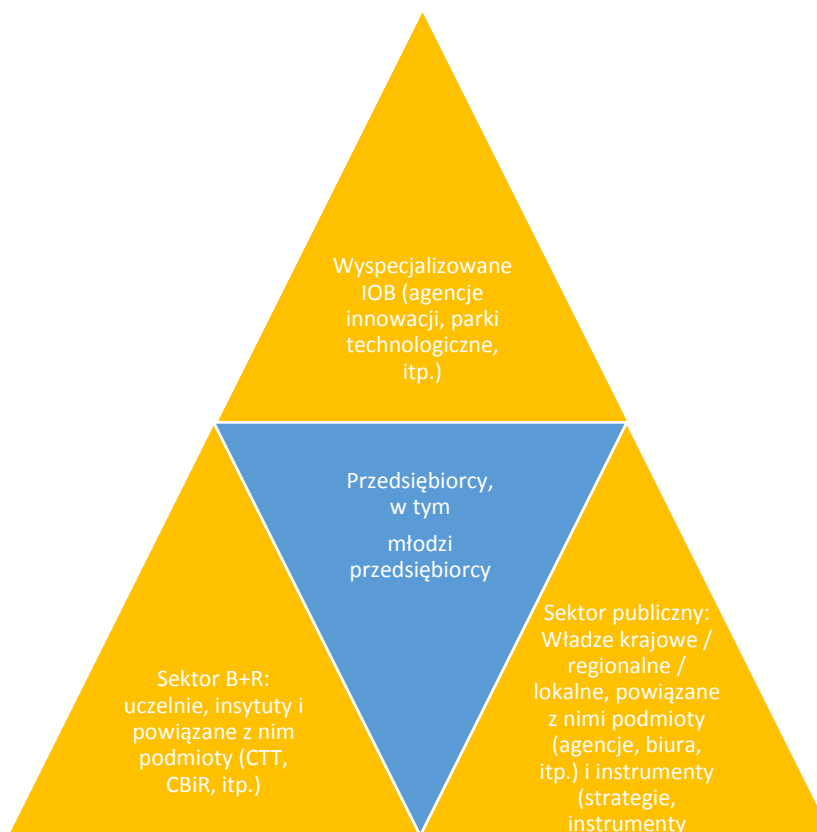 Wyspecjalizowane
IOB (agencje
innowacji, parki
technologiczne,
itp.)
Przedsiębiorcy,
w tym
młodzi
przedsiębiorcy
Sektor B+R:
uczelnie, insytuty i
powiązane z nim
podmioty (CTT,
CBiR, itp.)
Sektor publiczny:
Władze krajowe /
regionalne /
lokalne, powiązane
z nimi podmioty
(agencje, biura,
itp.) i instrumenty
(strategie,
instrumenty